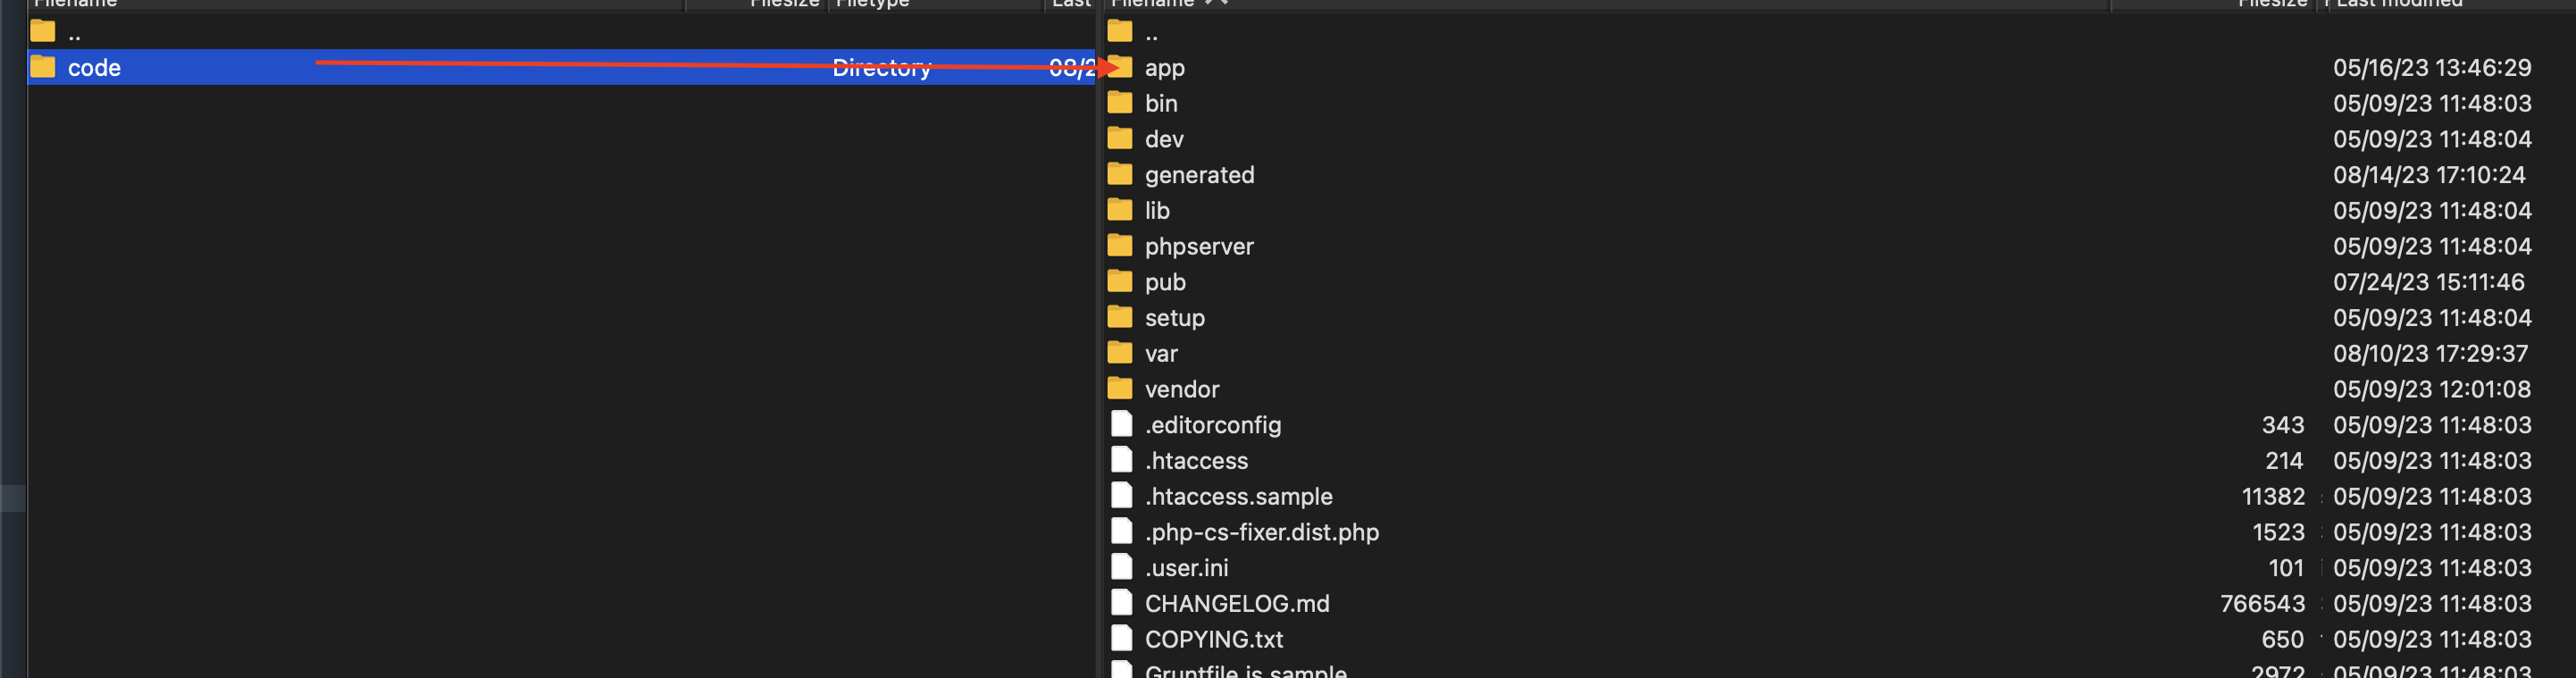 Filename Filesize Filetype Last
..
code Directory 08/2
Filename Filesize Last modified
..
app 05/16/23 13:46:29
bin 05/09/23 11:48:03
dev 05/09/23 11:48:04
generated 08/14/23 17:10:24
lib 05/09/23 11:48:04
phpserver 05/09/23 11:48:04
pub 07/24/23 15:11:46
setup 05/09/23 11:48:04
var 08/10/23 17:29:37
vendor 05/09/23 12:01:08
.editorconfig 343 05/09/23 11:48:03
.htaccess 214 05/09/23 11:48:03
.htaccess.sample 11382 05/09/23 11:48:03
.php-cs-fixer.dist.php 1523 05/09/23 11:48:03
.user.ini 101 05/09/23 11:48:03
CHANGELOG.md 766543 05/09/23 11:48:03
COPYING.txt 650 05/09/23 11:48:03
Gruntfile.js.sample 2972 05/09/23 11:48:03